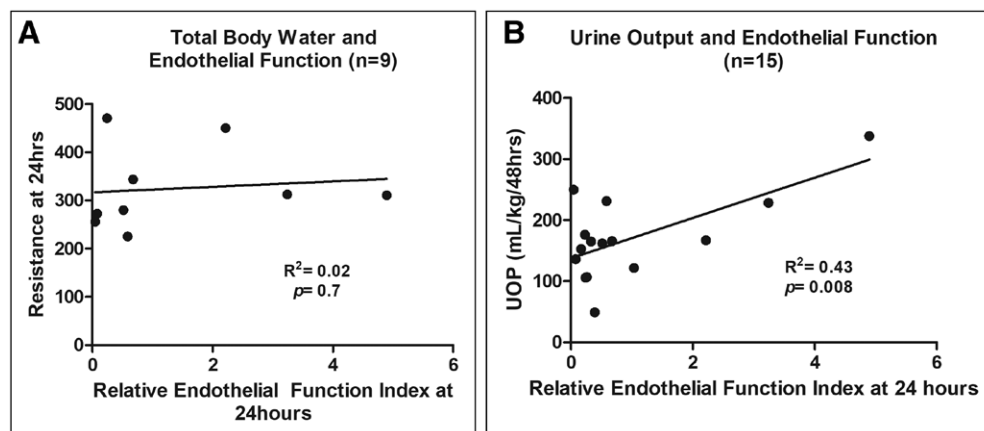 A
Total Body Water and
Endothelial Function (n=9)
500
400
300
200
100
0
Resistance at 24hrs
R²= 0.02
p= 0.7
0 2 4 6
Relative Endothelial Function Index at
24hours
B
Urine Output and Endothelial Function
(n=15)
400
300
200
100
0
UOP (mL/kg/48hrs)
R²= 0.43
p= 0.008
0 2 4 6
Relative Endothelial Function Index at 24 hours